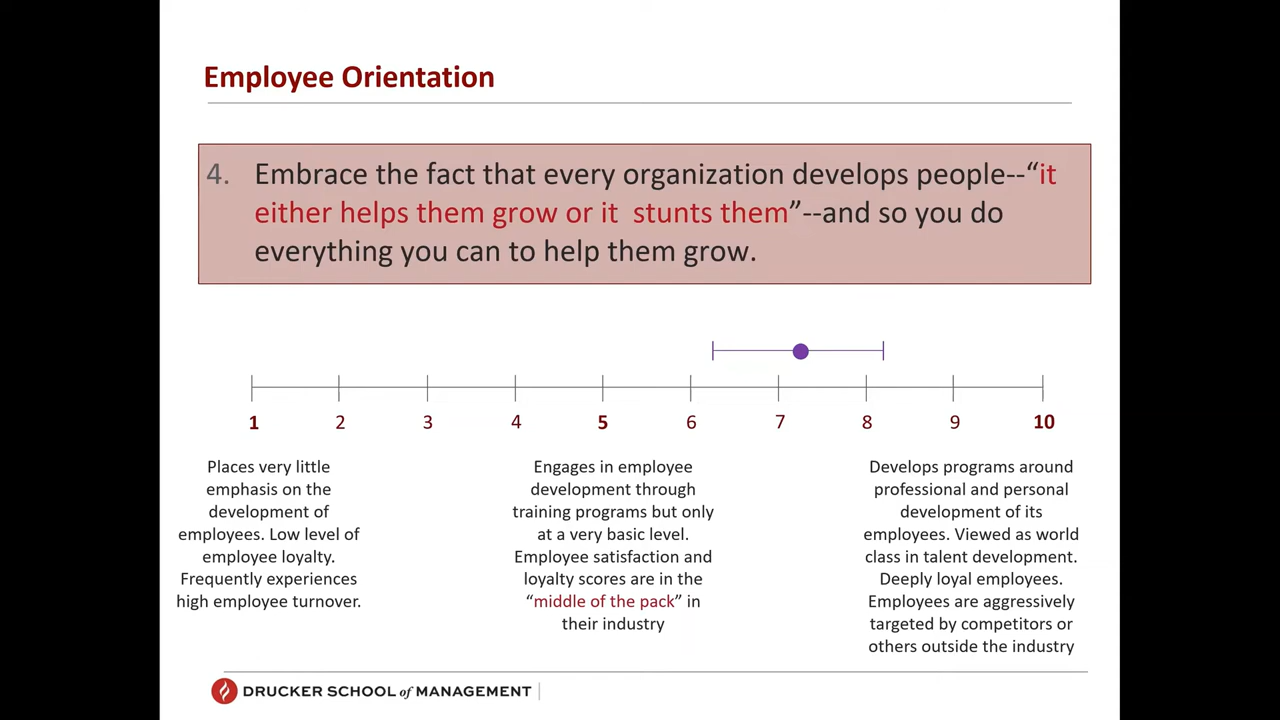 Employee Orientation
4. Embrace the fact that every organization develops people--“it
either helps them grow or it stunts them”--and so you do
everything you can to help them grow.
1 2 3 4 5 6 7 8 9 10
Places very little
emphasis on the
development of
employees. Low level of
employee loyalty.
Frequently experiences
high employee turnover.
Engages in employee
development through
training programs but only
at a very basic level.
Employee satisfaction and
loyalty scores are in the
“middle of the pack” in
their industry
Develops programs around
professional and personal
development of its
employees. Viewed as world
class in talent development.
Deeply loyal employees.
Employees are aggressively
targeted by competitors or
others outside the industry
DRUCKER SCHOOL of MANAGEMENT